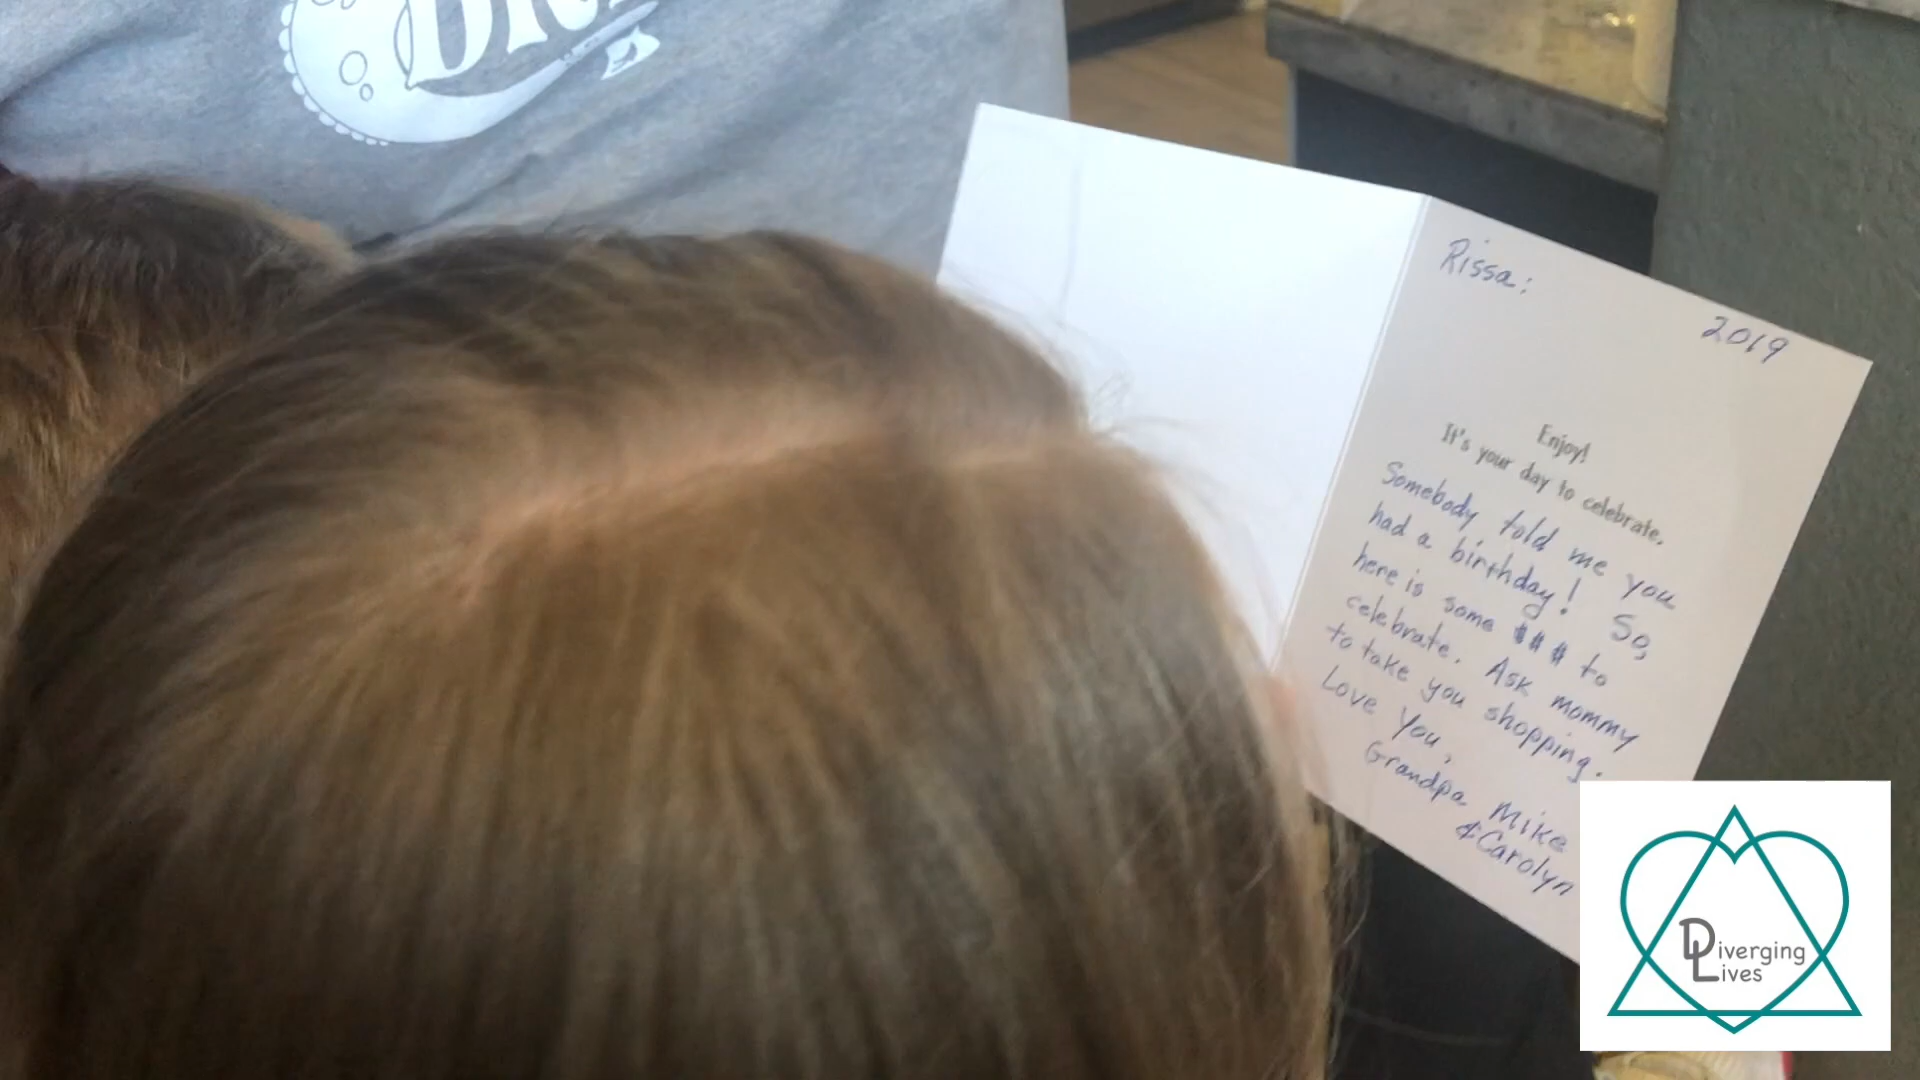 Rissa:
2019
Enjoy!
It's your day to celebrate.
Somebody told me you
had a birthday! So,
here is some $$$ to
celebrate. Ask mommy
to take you shopping.
Love You,
Grandpa Mike
& Carolyn
Diverging
Lives